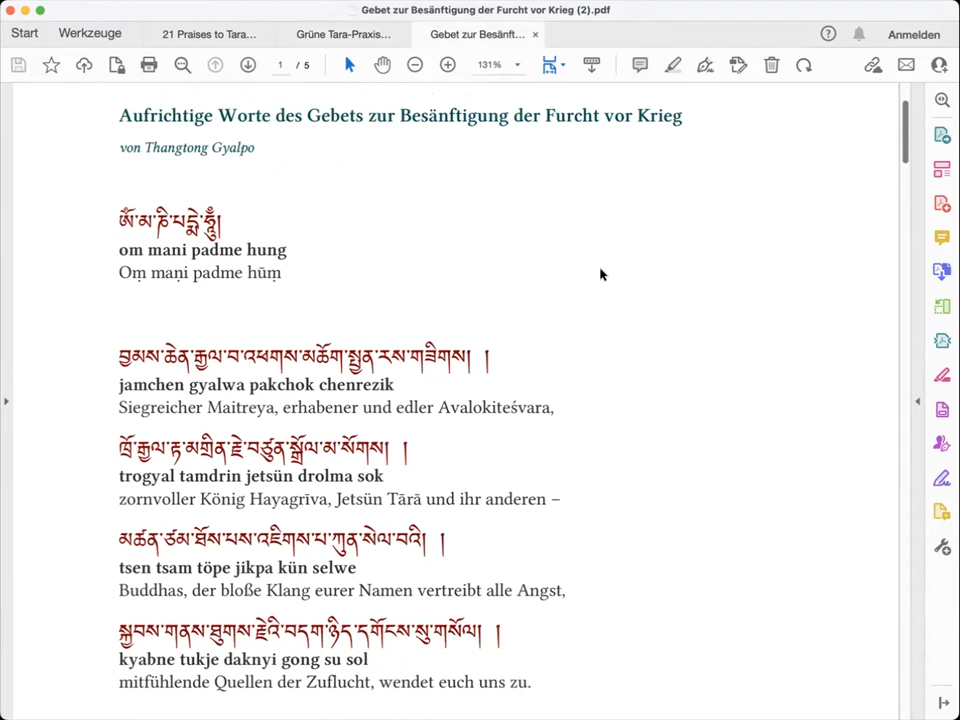 Gebet zur Besänftigung der Furcht vor Krieg (2).pdf
Start Werkzeuge 21 Praises to Tara... Grüne Tara-Praxis... Gebet zur Besänft... × Anmelden
1 / 5 131%
Aufrichtige Worte des Gebets zur Besänftigung der Furcht vor Krieg
von Thangtong Gyalpo
ༀ་མ་ཎི་པདྨེ་ཧཱུྃ།
om mani padme hung
Oṃ maṇi padme hūṃ
བྱམས་ཆེན་རྒྱལ་བ་འཕགས་མཆོག་སྤྱན་རས་གཟིགས། །
jamchen gyalwa pakchok chenrezik
Siegreicher Maitreya, erhabener und edler Avalokiteśvara,
ཁྲོ་རྒྱལ་རྟ་མགྲིན་རྗེ་བཙུན་སྒྲོལ་མ་སོགས། །
trogyal tamdrin jetsün drolma sok
zornvoller König Hayagrīva, Jetsün Tārā und ihr anderen –
མཚན་ཙམ་ཐོས་པས་འཇིགས་པ་ཀུན་སེལ་བའི། །
tsen tsam töpe jikpa kün selwe
Buddhas, der bloße Klang eurer Namen vertreibt alle Angst,
སྐྱབས་གནས་ཐུགས་རྗེའི་བདག་ཉིད་དགོངས་སུ་གསོལ། །
kyabne tukje daknyi gong su sol
mitfühlende Quellen der Zuflucht, wendet euch uns zu.